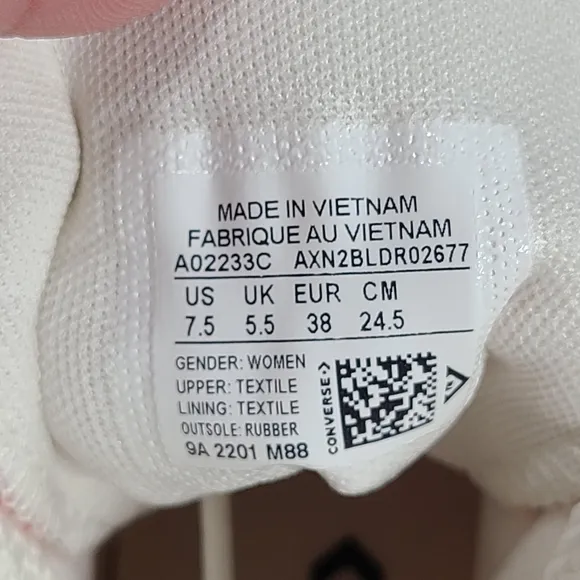 MADE IN VIETNAM
FABRIQUE AU VIETNAM
A02233C AXN2BLDR02677
US UK EUR CM
7.5 5.5 38 24.5
GENDER: WOMEN
UPPER: TEXTILE
LINING: TEXTILE
OUTSOLE: RUBBER
9A 2201 M88
CONVERSE